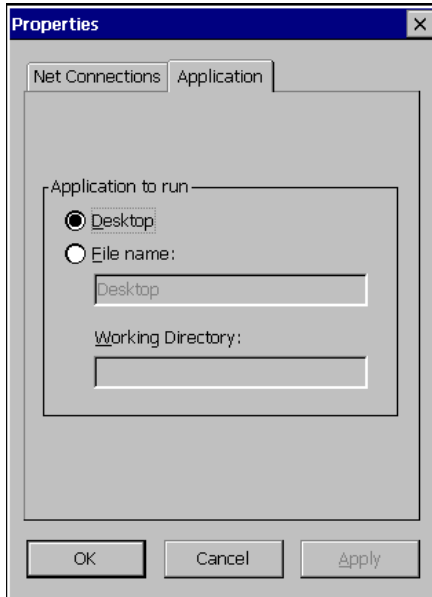 Properties
Net Connections Application
Application to run
Desktop
File name:
Desktop
Working Directory:
OK Cancel Apply